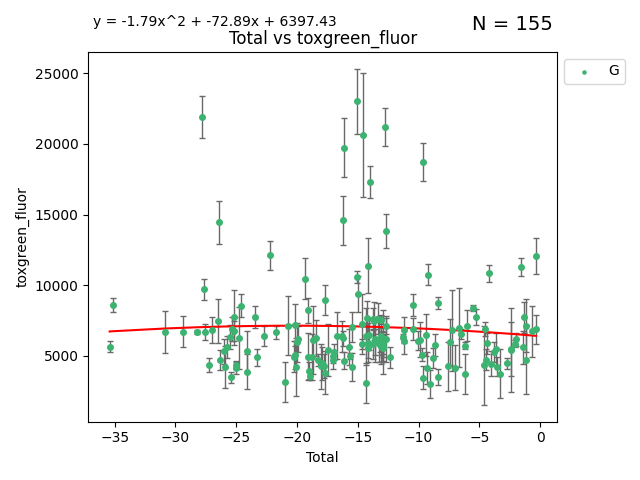 y = -1.79x^2 + -72.89x + 6397.43
N = 155
Total vs toxgreen_fluor
G
toxgreen_fluor
25000
20000
15000
10000
5000
−35 −30 −25 −20 −15 −10 −5 0
Total